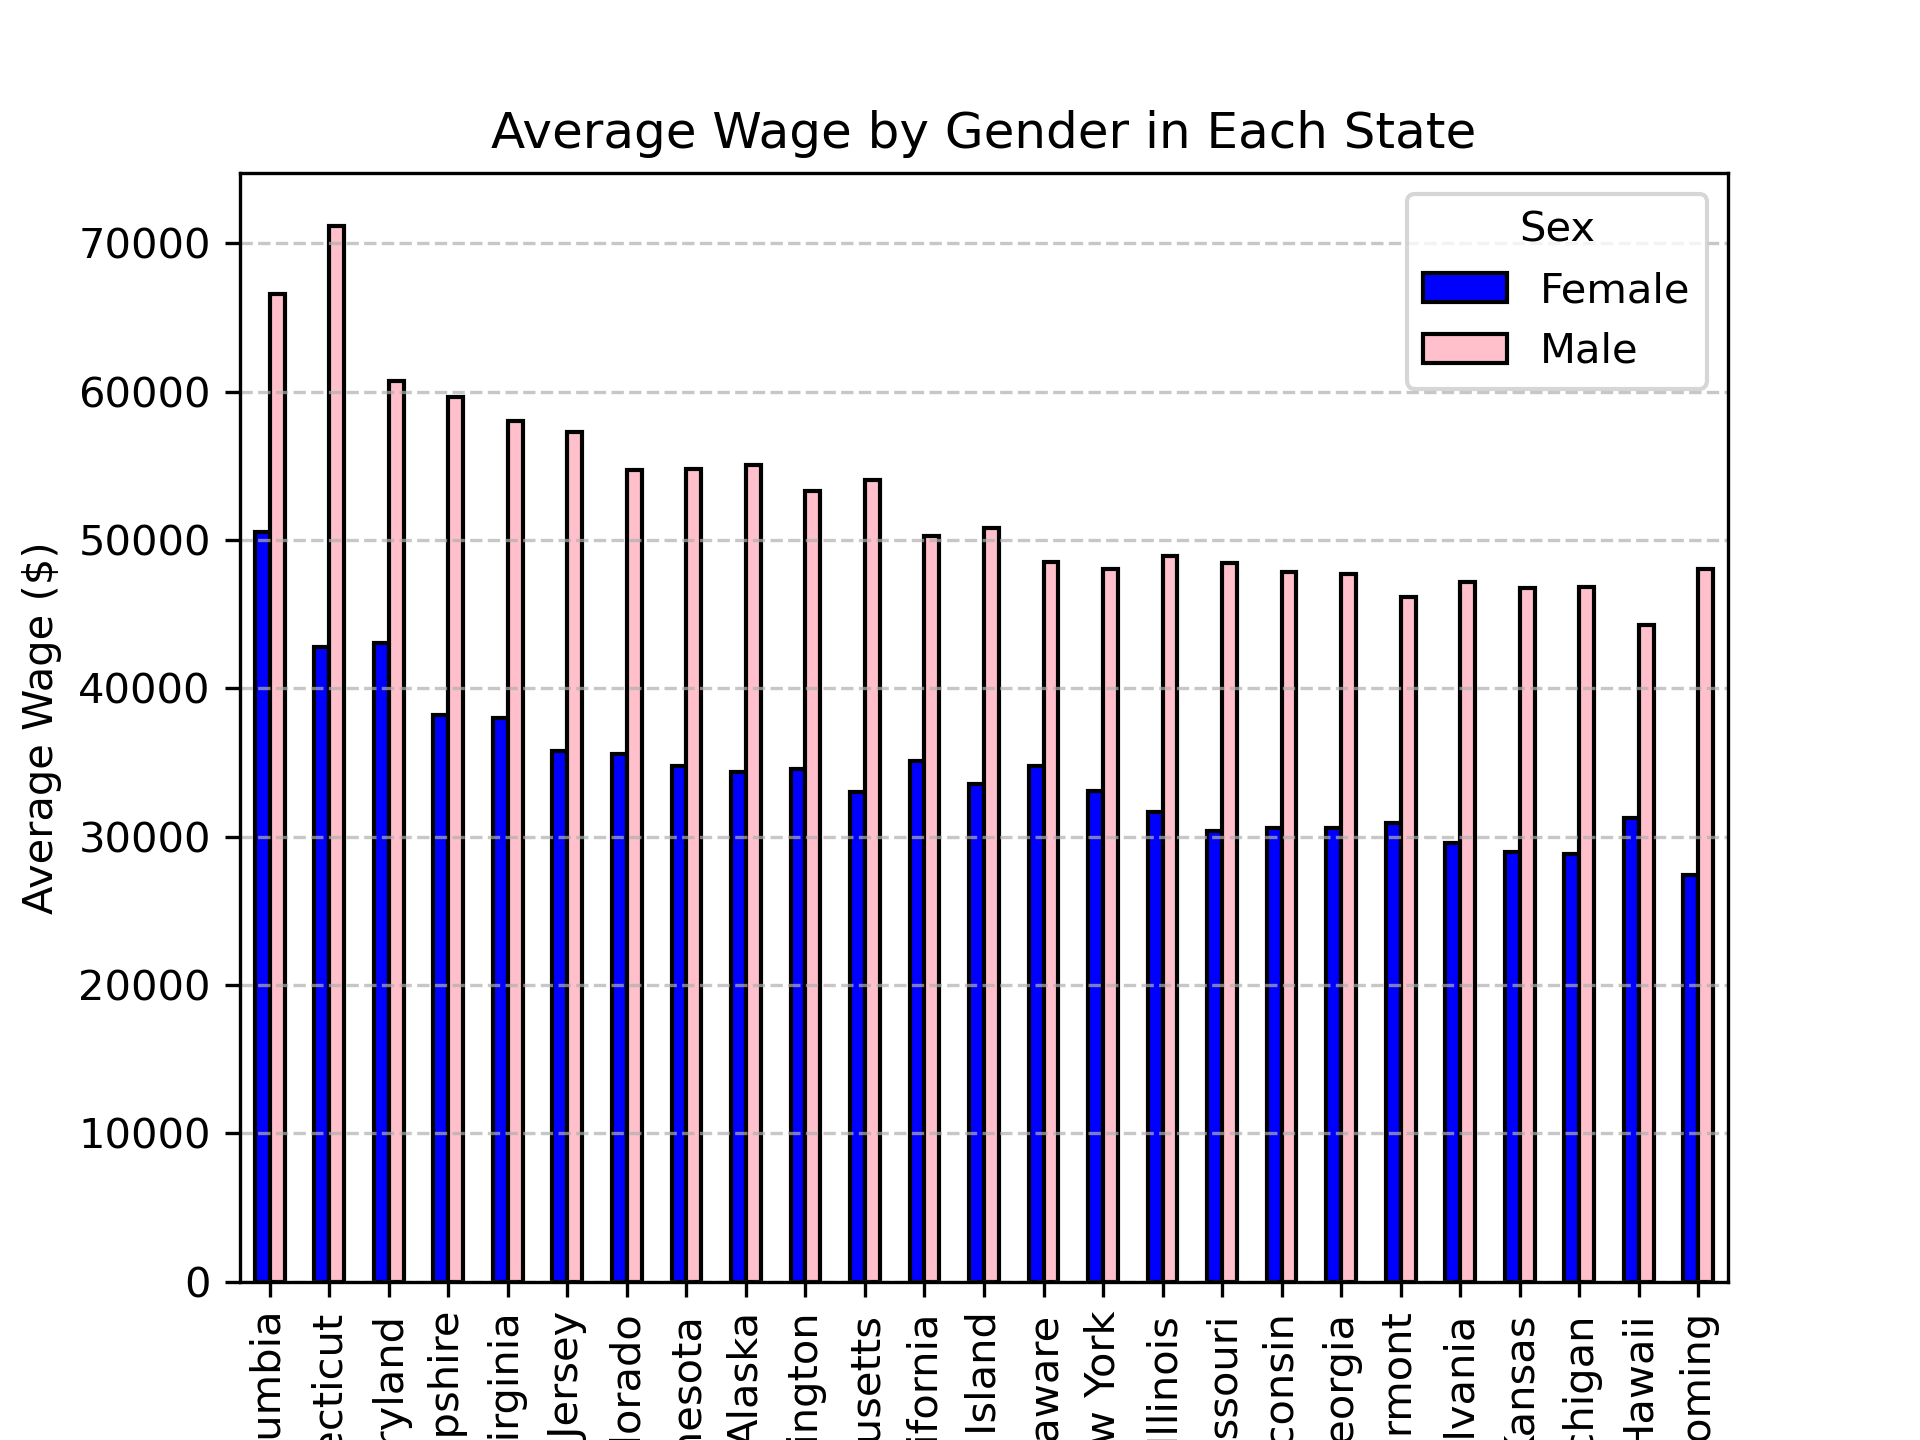 Average Wage by Gender in Each State
Sex
Female
Male
Average Wage ($)
70000
60000
50000
40000
30000
20000
10000
0
umbia
ecticut
ryland
pshire
irginia
Jersey
lorado
nesota
Alaska
ington
usetts
ifornia
Island
aware
w York
Illinois
ssouri
consin
eorgia
rmont
lvania
Kansas
chigan
Hawaii
oming